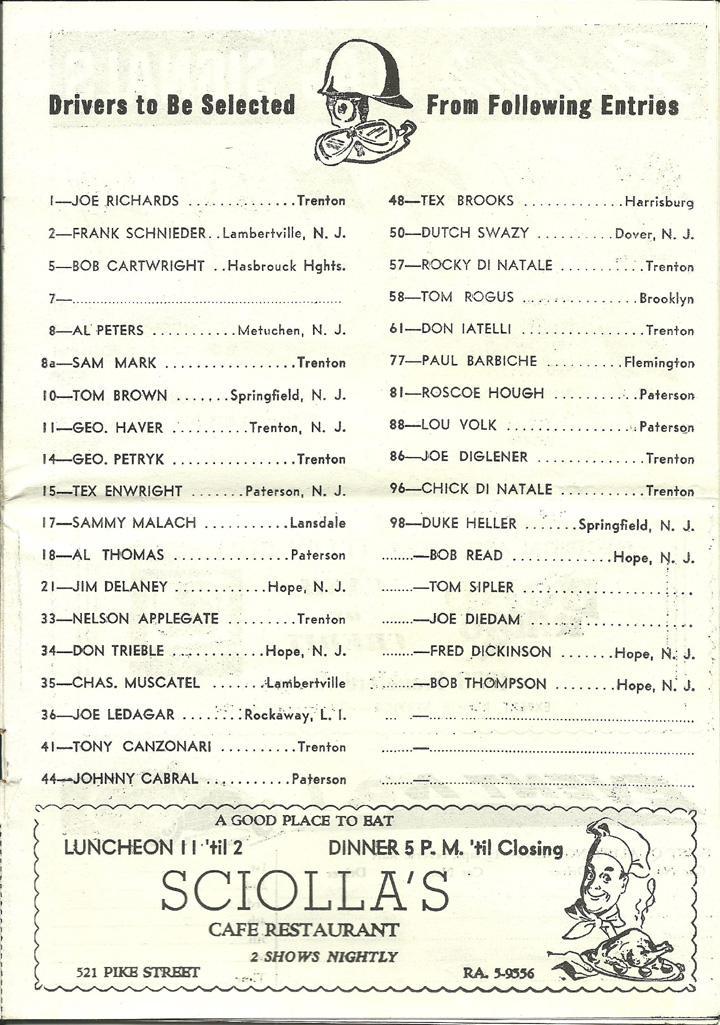 Drivers to Be Selected From Following Entries
1—JOE RICHARDS .............Trenton
2—FRANK SCHNIEDER..Lambertville, N. J.
5—BOB CARTWRIGHT ..Hasbrouck Hghts.
7—................................................
8—AL PETERS ...........Metuchen, N. J.
8a—SAM MARK ................Trenton
10—TOM BROWN .......Springfield, N. J.
11—GEO. HAVER ..........Trenton, N. J.
14—GEO. PETRYK ...............Trenton
15—TEX ENWRIGHT .......Paterson, N. J.
17—SAMMY MALACH ...........Lansdale
18—AL THOMAS ..............Paterson
21—JIM DELANEY ............Hope, N. J.
33—NELSON APPLEGATE .........Trenton
34—DON TRIEBLE ............Hope, N. J.
35—CHAS. MUSCATEL .......Lambertville
36—JOE LEDAGAR ........Rockaway, L. I.
41—TONY CANZONARI ..........Trenton
44—JOHNNY CABRAL ...........Paterson
48—TEX BROOKS ............Harrisburg
50—DUTCH SWAZY .........Dover, N. J.
57—ROCKY DI NATALE .........Trenton
58—TOM ROGUS .............Brooklyn
61—DON IATELLI ..............Trenton
77—PAUL BARBICHE .........Flemington
81—ROSCOE HOUGH ..........Paterson
88—LOU VOLK ...............Paterson
86—JOE DIGLENER ............Trenton
96—CHICK DI NATALE .........Trenton
98—DUKE HELLER .......Springfield, N. J.
........—BOB READ ............Hope, N. J.
........—TOM SIPLER ..................
........—JOE DIEDAM ..................
........—FRED DICKINSON .......Hope, N. J.
........—BOB THOMPSON ........Hope, N. J.
........—................................................
........—................................................
........—................................................
A GOOD PLACE TO EAT
LUNCHEON 11 'til 2 DINNER 5 P. M. 'til Closing
SCIOLLA'S
CAFE RESTAURANT
2 SHOWS NIGHTLY
521 PIKE STREET RA. 5-9556